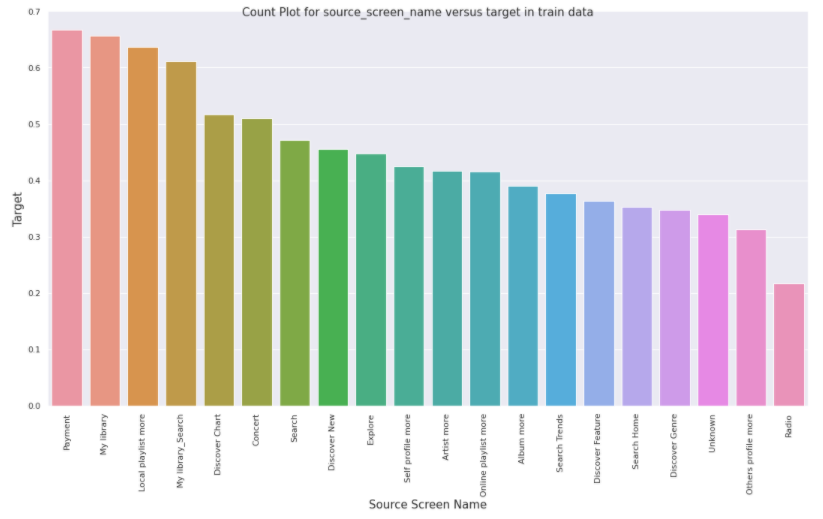 Count Plot for source_screen_name versus target in train data
0.7
0.6
0.5
0.4
0.3
0.2
0.1
0.0
Target
Payment
My library
Local playlist more
My library_Search
Discover Chart
Concert
Search
Discover New
Explore
Self profile more
Artist more
Online playlist more
Album more
Search Trends
Discover Feature
Search Home
Discover Genre
Unknown
Others profile more
Radio
Source Screen Name